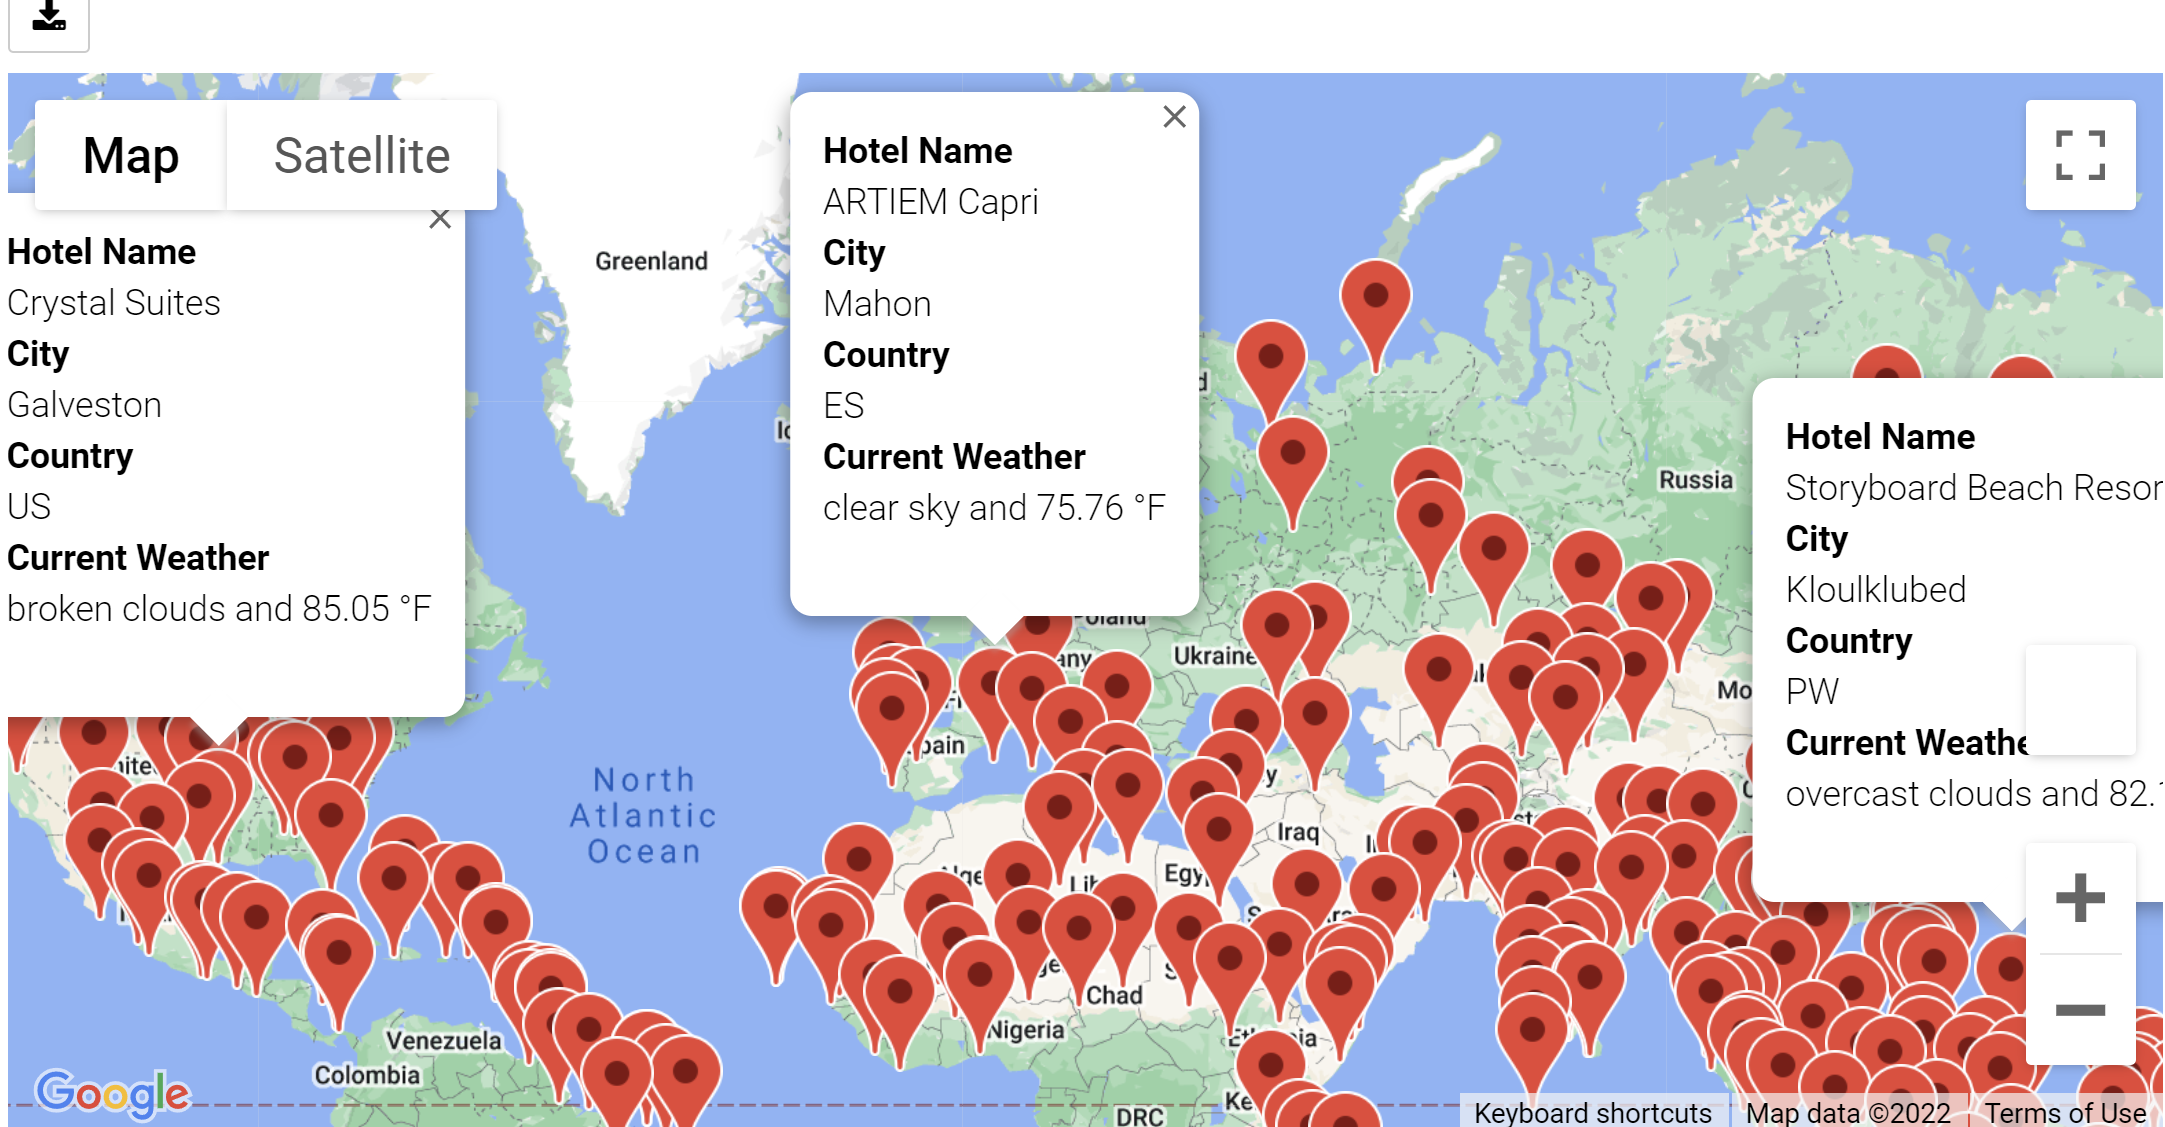 Map
Satellite
Hotel Name
Crystal Suites
City
Galveston
Country
US
Current Weather
broken clouds and 85.05 °F
Hotel Name
ARTIEM Capri
City
Mahon
Country
ES
Current Weather
clear sky and 75.76 °F
Hotel Name
Storyboard Beach Resor
City
Kloulklubed
Country
PW
Current Weathe
overcast clouds and 82.
Greenland
Russia
Ukraine
North
Atlantic
Ocean
Iraq
Chad
Nigeria
Venezuela
Colombia
DRC
Google
Keyboard shortcuts
Map data ©2022
Terms of Use